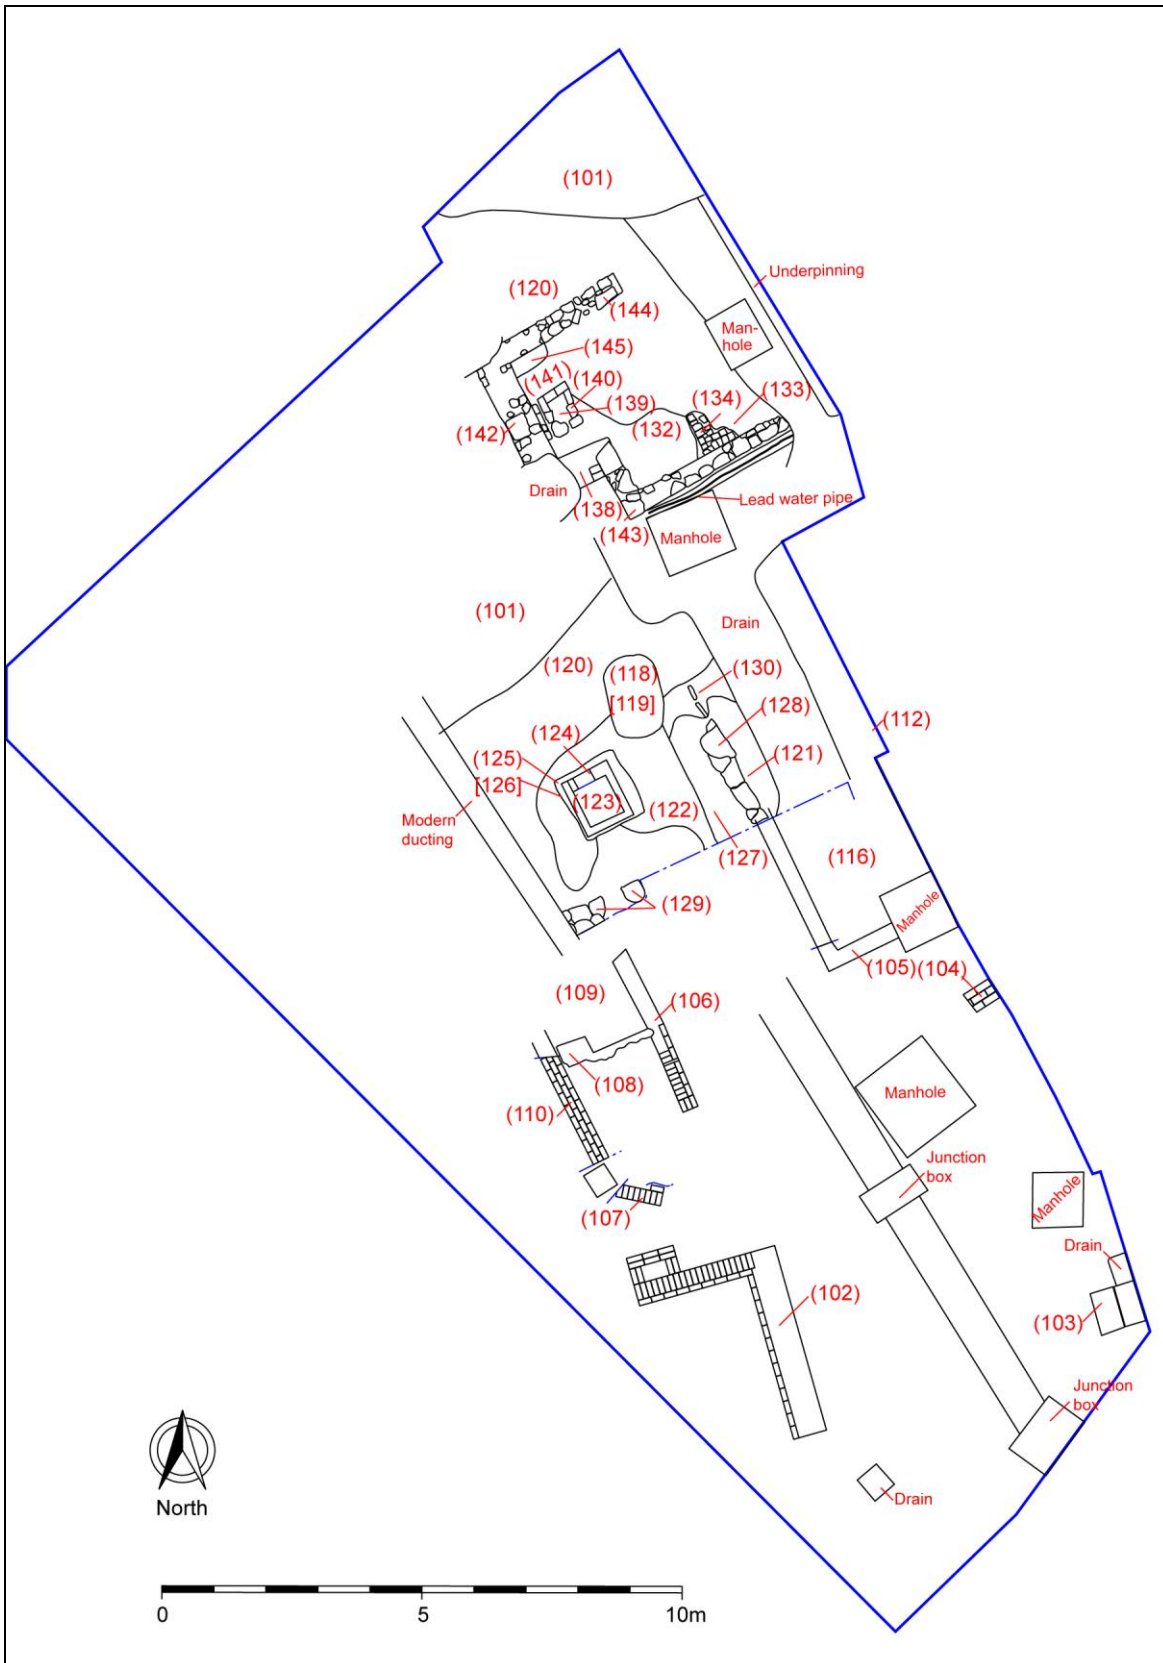 (101)
Underpinning
(120)
(144)
Man-
hole
(145)
(141)
(140)
(139)
(134)
(133)
(132)
(142)
Drain
(138)
Lead water pipe
(143)
Manhole
(101)
Drain
(120)
(118)
(130)
[119]
(128)
(112)
(124)
(125)
(121)
[126]
(123)
(122)
Modern
ducting
(127)
(116)
(129)
Manhole
(105)
(104)
(109)
(106)
(108)
Manhole
(110)
Junction
box
Manhole
(107)
Drain
(102)
(103)
Junction
box
Drain
North
0
5
10m